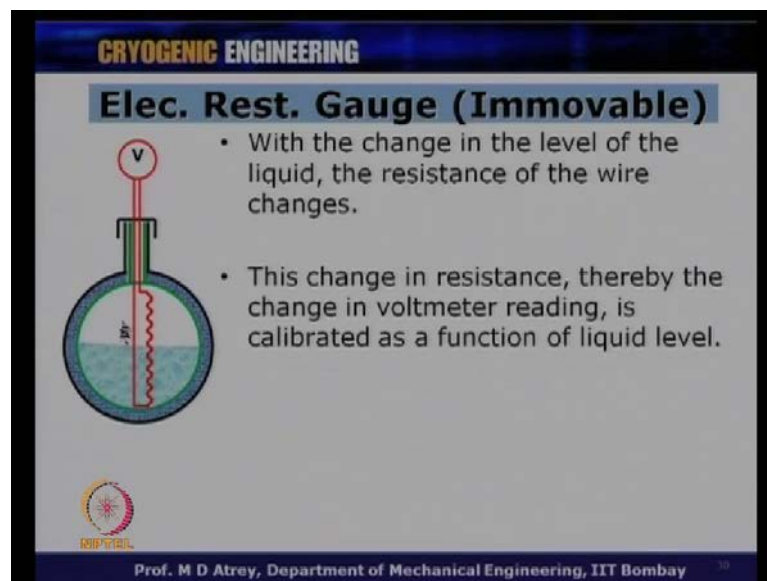 CRYOGENIC ENGINEERING
Elec. Rest. Gauge (Immovable)
V
• With the change in the level of the
liquid, the resistance of the wire
changes.
• This change in resistance, thereby the
change in voltmeter reading, is
calibrated as a function of liquid level.
NPTEL
Prof. M D Atrey, Department of Mechanical Engineering, IIT Bombay